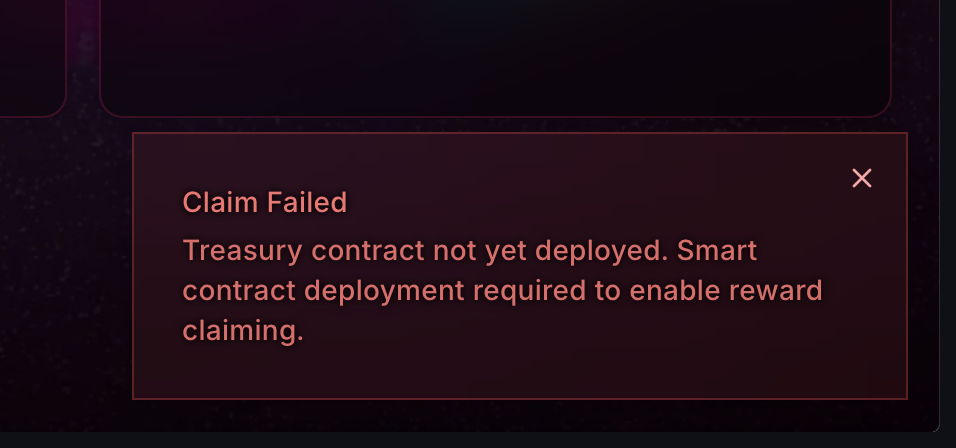 Claim Failed
Treasury contract not yet deployed. Smart
contract deployment required to enable reward
claiming.